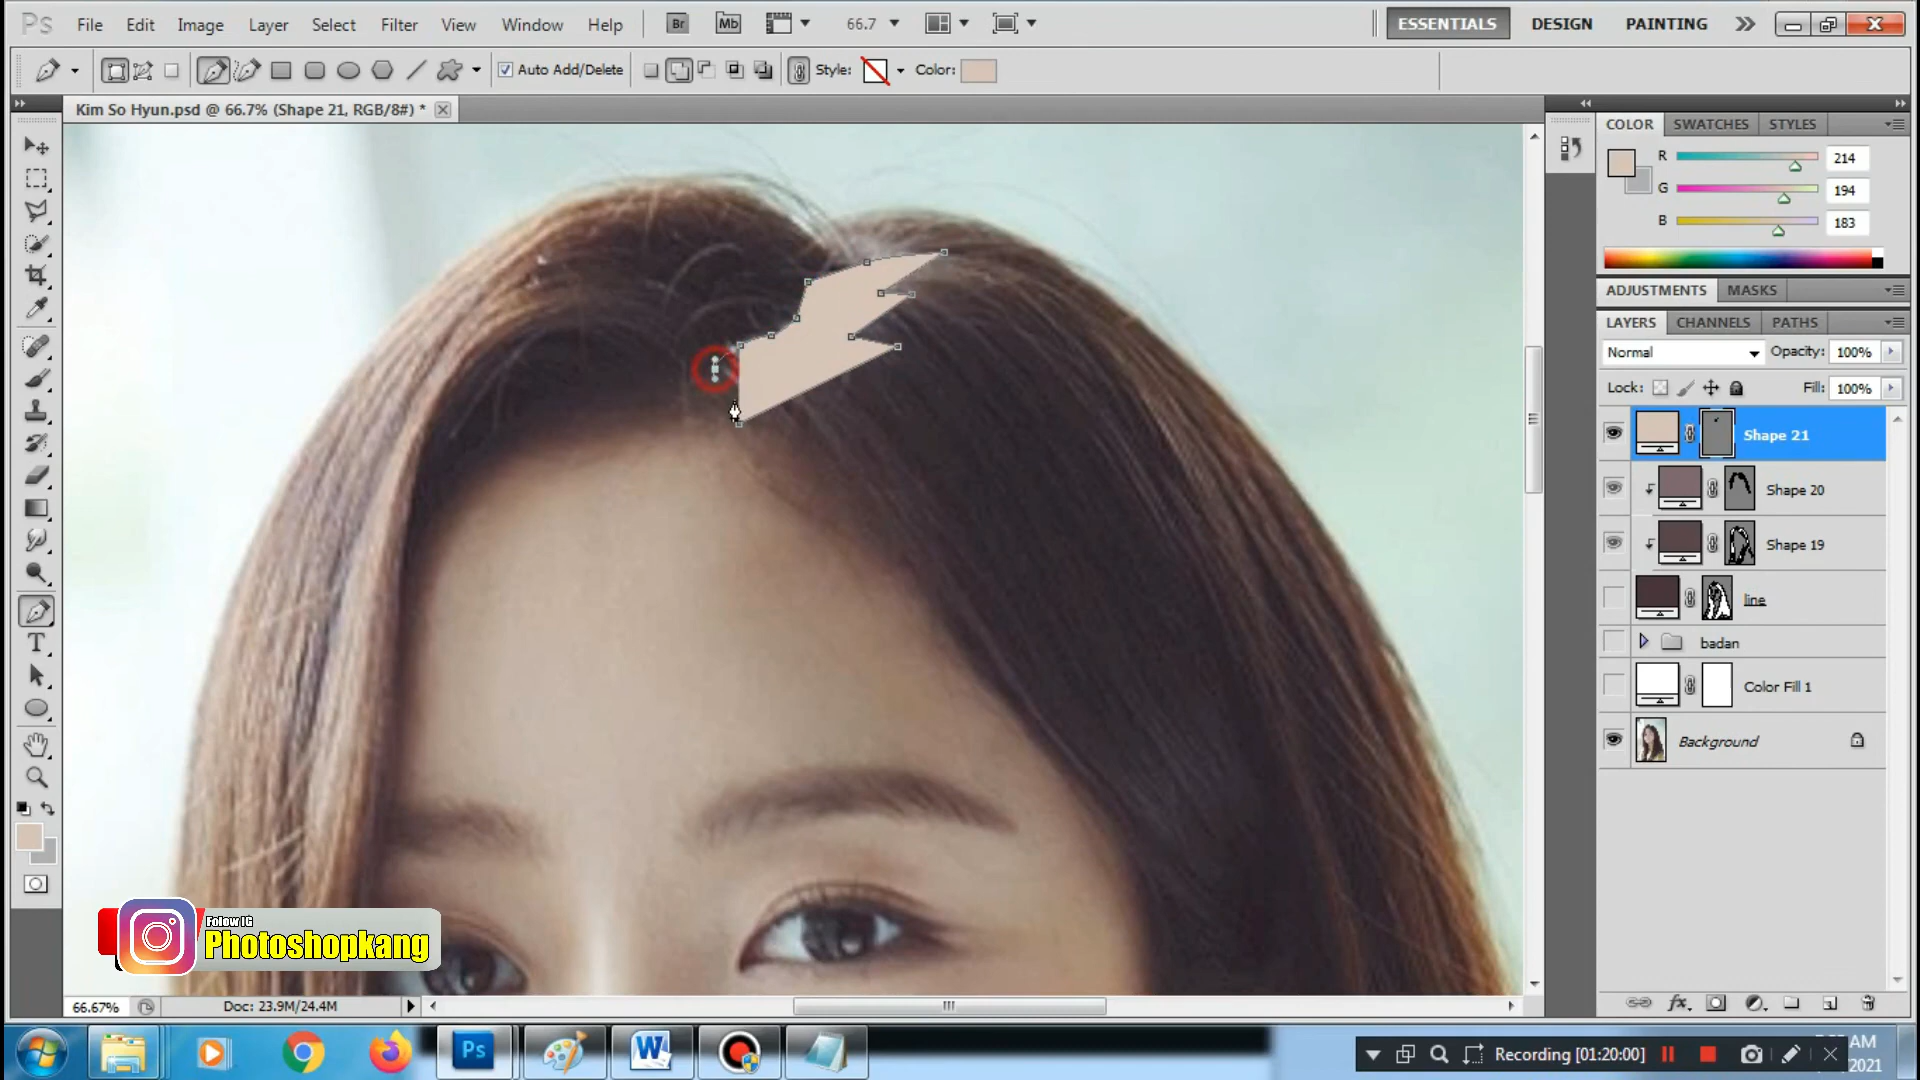 Ps File Edit Image Layer Select Filter View Window Help Br Mb 66.7 ESSENTIALS DESIGN PAINTING
Auto Add/Delete Style: Color:
Kim So Hyun.psd @ 66.7% (Shape 21, RGB/8#) *
COLOR SWATCHES STYLES
R 214
G 194
B 183
ADJUSTMENTS MASKS
LAYERS CHANNELS PATHS
Normal Opacity: 100%
Lock: Fill: 100%
Shape 21
Shape 20
Shape 19
line
badan
Color Fill 1
Background
Folow IG
Photoshopkang
66.67% Doc: 23.9M/24.4M
Ps W Recording [01:20:00] AM
2021